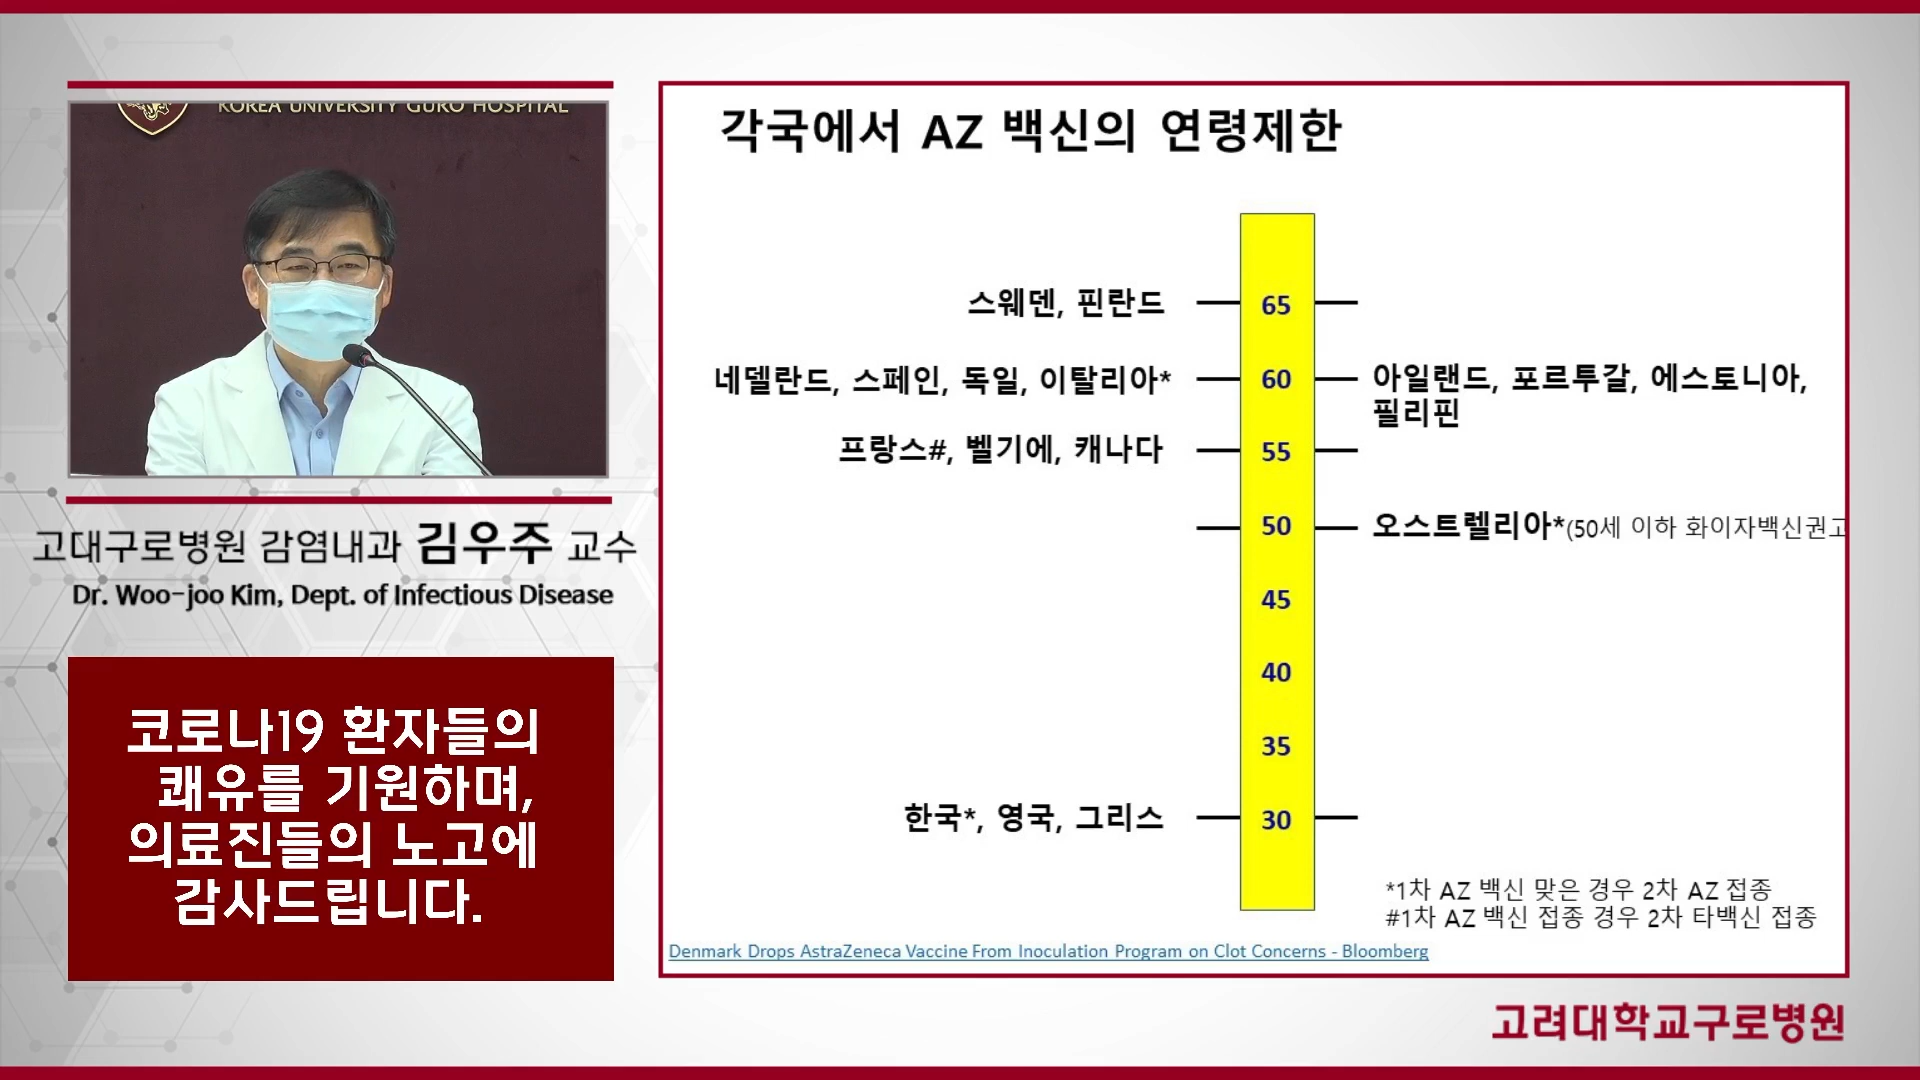 KOREA UNIVERSITY GURO HOSPITAL
고대구로병원 감염내과 김우주 교수
Dr. Woo-joo Kim, Dept. of Infectious Disease
코로나19 환자들의
쾌유를 기원하며,
의료진들의 노고에
감사드립니다.
각국에서 AZ 백신의 연령제한
스웨덴, 핀란드 65
네델란드, 스페인, 독일, 이탈리아* 60 아일랜드, 포르투갈, 에스토니아,
필리핀
프랑스#, 벨기에, 캐나다 55
50 오스트렐리아*(50세 이하 화이자백신권고
45
40
35
한국*, 영국, 그리스 30
*1차 AZ 백신 맞은 경우 2차 AZ 접종
#1차 AZ 백신 접종 경우 2차 타백신 접종
Denmark Drops AstraZeneca Vaccine From Inoculation Program on Clot Concerns - Bloomberg
고려대학교구로병원